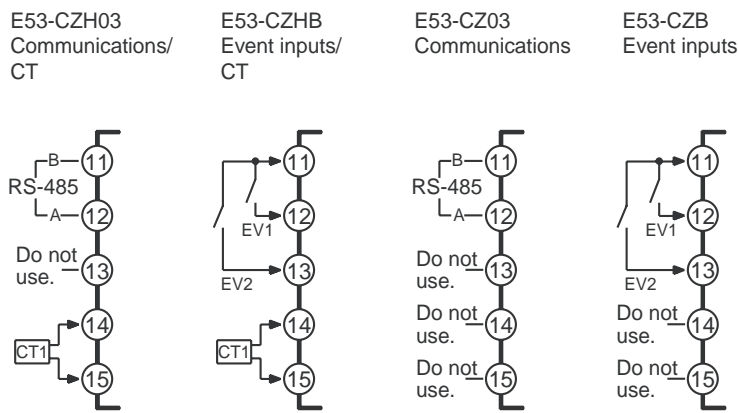 E53-CZH03
Communications/
CT
E53-CZHB
Event inputs/
CT
E53-CZ03
Communications
E53-CZB
Event inputs
B
11
RS-485
A
12
Do not
use.
13
14
CT1
15
11
12
EV1
13
EV2
14
CT1
15
B
11
RS-485
A
12
Do not
use.
13
Do not
use.
14
Do not
use.
15
11
12
EV1
13
EV2
Do not
use.
14
Do not
use.
15